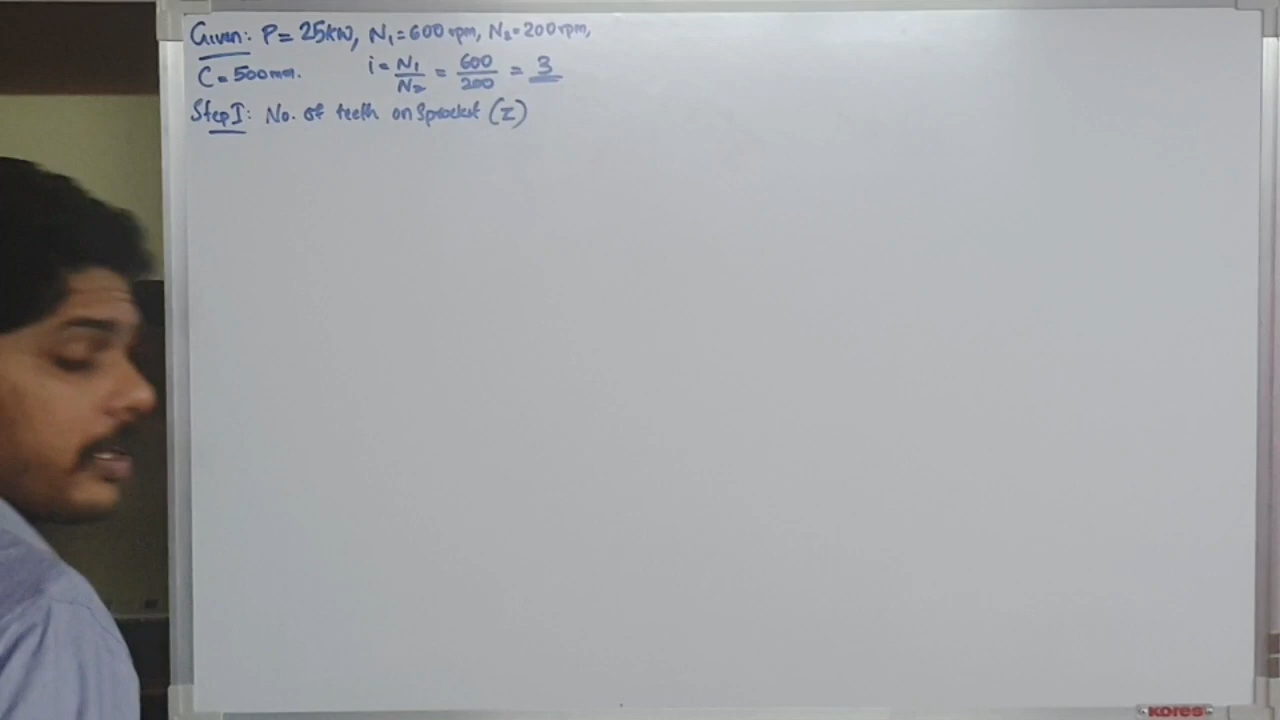 Given: P = 25kW, N₁ = 600 rpm, N₂ = 200 rpm,
C = 500mm. i = N₁/N₂ = 600/200 = 3
Step I: No. of teeth on Sprocket (Z)
KORES